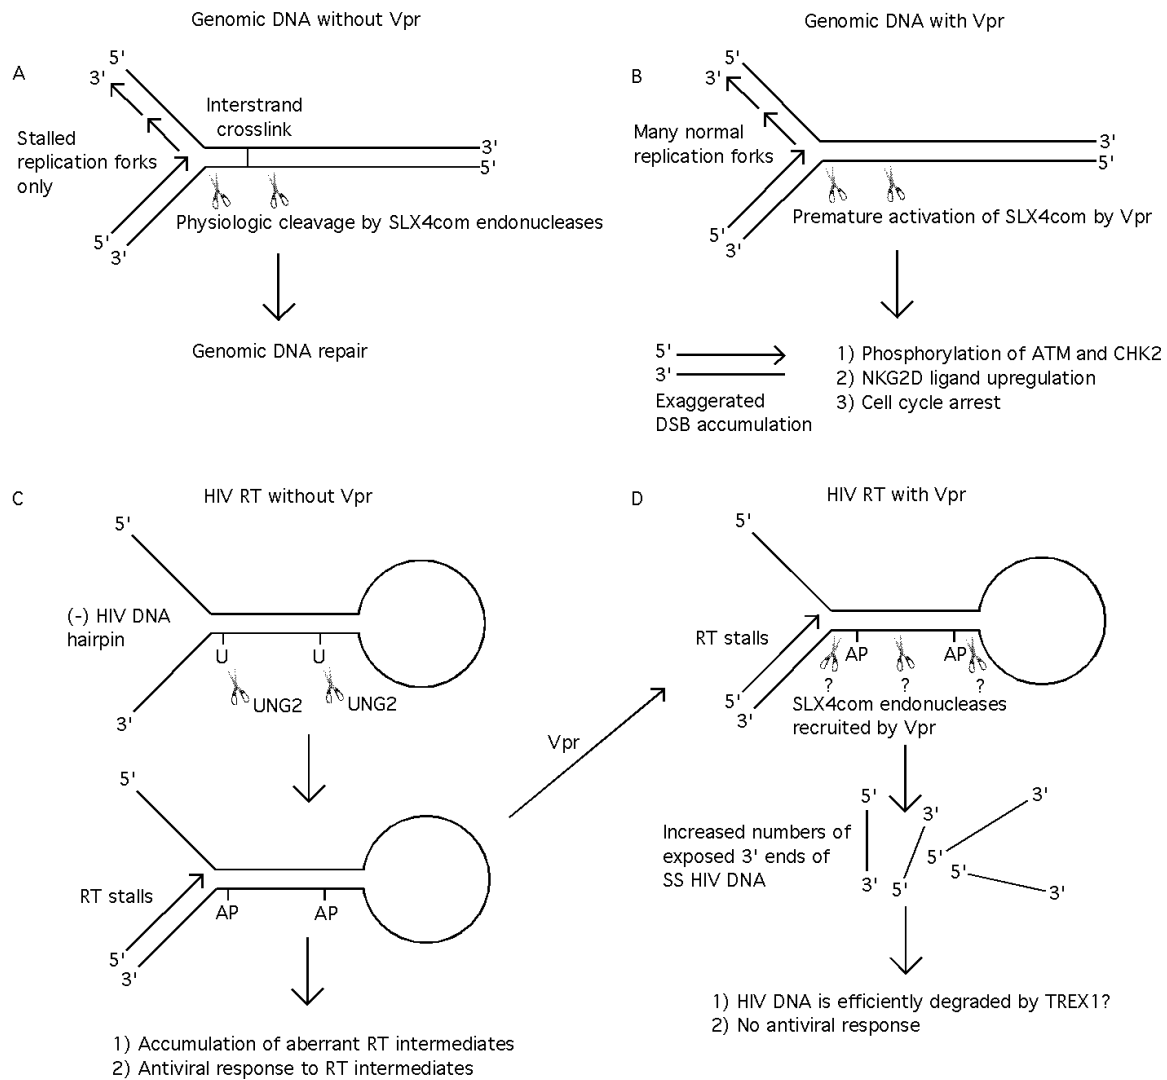 Genomic DNA without Vpr
A
5'
3'
Interstrand
crosslink
Stalled
replication forks
only
3'
5'
Physiologic cleavage by SLX4com endonucleases
5'
3'
Genomic DNA repair
Genomic DNA with Vpr
B
5'
3'
Many normal
replication forks
3'
5'
Premature activation of SLX4com by Vpr
5'
3'
5'
3'
Exaggerated
DSB accumulation
1) Phosphorylation of ATM and CHK2
2) NKG2D ligand upregulation
3) Cell cycle arrest
C
HIV RT without Vpr
5'
(-) HIV DNA
hairpin
U
U
UNG2
UNG2
3'
5'
RT stalls
AP
AP
5'
3'
1) Accumulation of aberrant RT intermediates
2) Antiviral response to RT intermediates
Vpr
D
HIV RT with Vpr
5'
RT stalls
AP
AP
?
?
?
5'
3'
SLX4com endonucleases
recruited by Vpr
Increased numbers of
exposed 3' ends of
SS HIV DNA
5'
3'
3'
5'
3'
5'
5'
3'
1) HIV DNA is efficiently degraded by TREX1?
2) No antiviral response